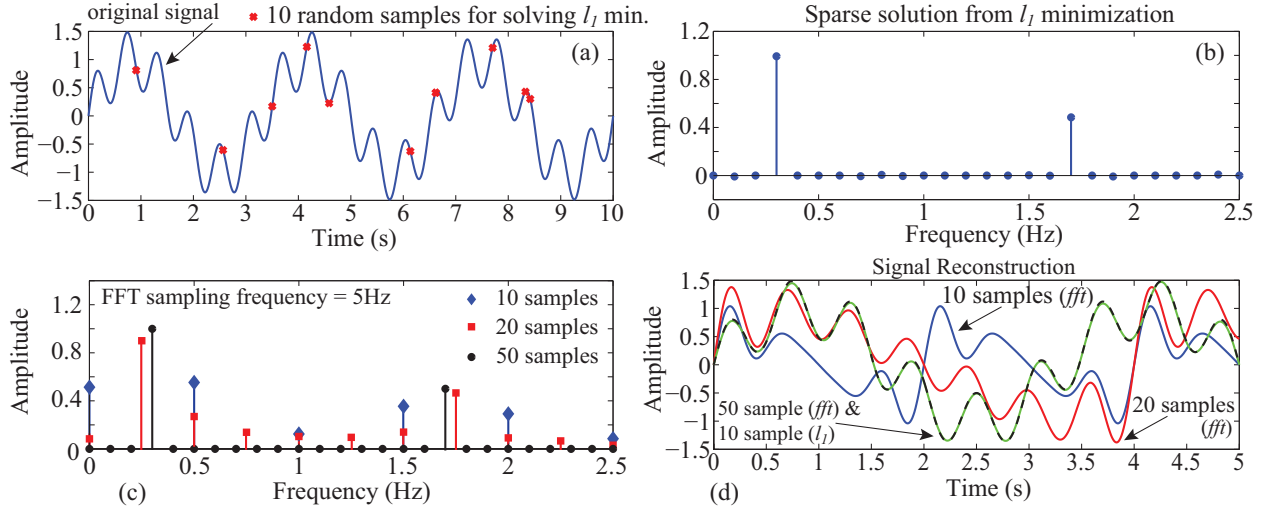 original signal
10 random samples for solving l1 min.
(a)
Amplitude
1.5
1
0.5
0
−0.5
−1
−1.5
0 1 2 3 4 5 6 7 8 9 10
Time (s)
Sparse solution from l1 minimization
(b)
Amplitude
1.2
1.0
0.4
0
0 0.5 1 1.5 2 2.5
Frequency (Hz)
FFT sampling frequency = 5Hz
10 samples
20 samples
50 samples
Amplitude
1.2
0.8
0.4
0
0 0.5 1 1.5 2 2.5
(c)
Frequency (Hz)
Signal Reconstruction
10 samples (fft)
50 sample (fft) &
10 sample (l1)
20 samples
(fft)
Amplitude
1.5
1
0.5
0
−0.5
−1
−1.5
0 0.5 1 1.5 2 2.5 3 3.5 4 4.5 5
(d)
Time (s)